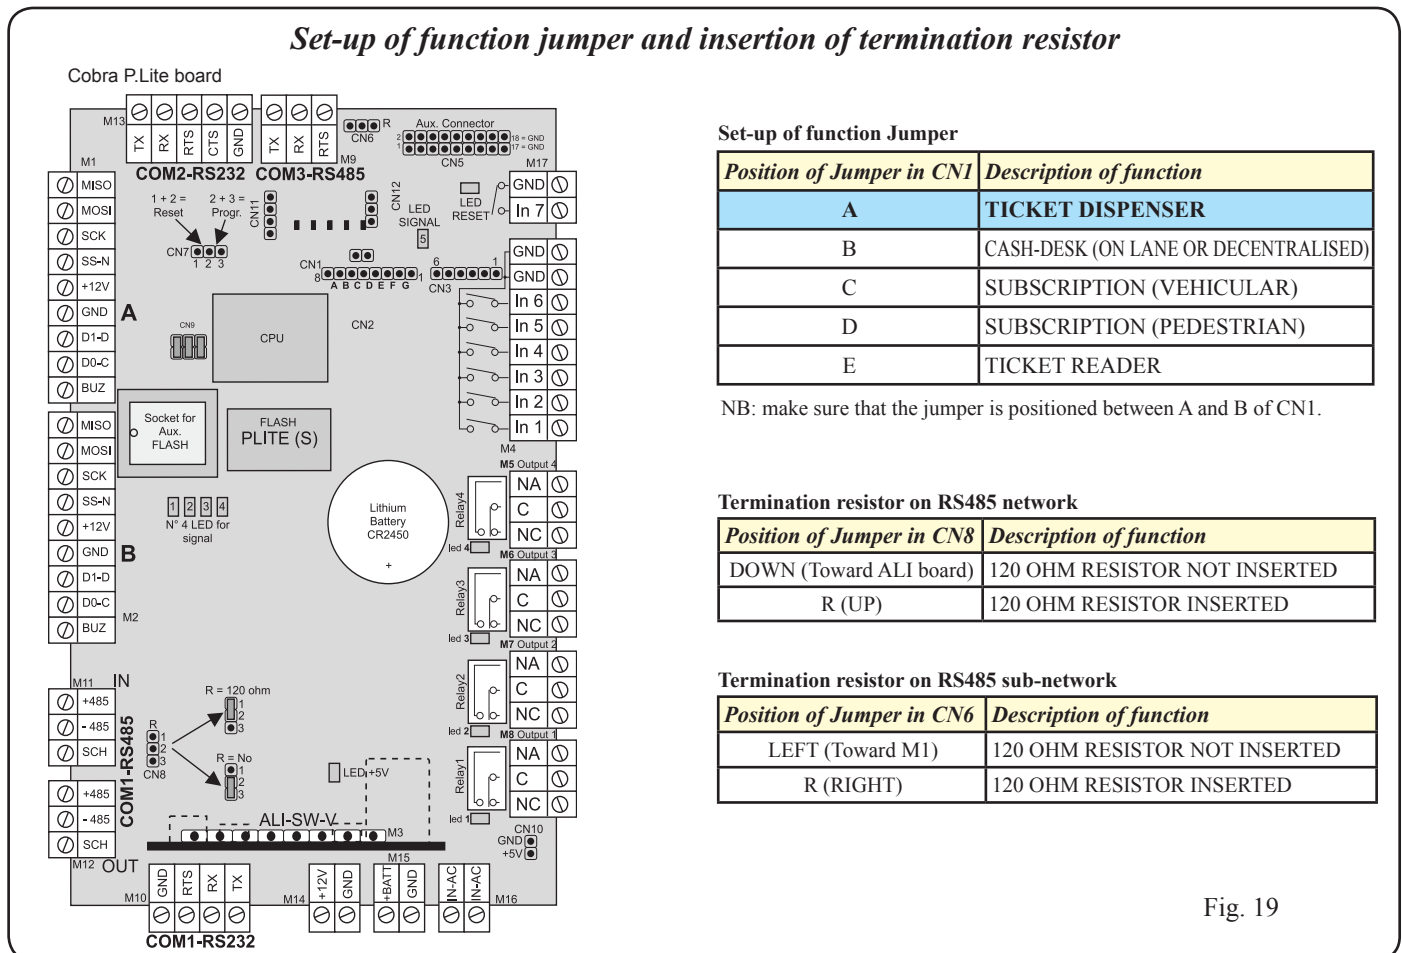 Set-up of function jumper and insertion of termination resistor
Cobra P.Lite board
M13
TX RX RTS CTS GND
COM2-RS232
TX RX RTS
M9
COM3-RS485
R
CN6
Aux. Connector
2 18 = GND
1 17 = GND
CN5
M17
GND
In 7
LED
RESET
M1
MISO
MOSI
SCK
SS-N
+12V
GND
D1-D
D0-C
BUZ
A
1 + 2 =
Reset
2 + 3 =
Progr.
CN7
1 2 3
CN11
CN12
LED
SIGNAL
5
CN1
8 1
A B C D E F G
6 1
CN3
CN2
CN9
CPU
GND
GND
In 6
In 5
In 4
In 3
In 2
In 1
M4
Socket for
Aux.
FLASH
FLASH
PLITE (S)
MISO
MOSI
SCK
SS-N
+12V
GND
D1-D
D0-C
BUZ
B
M2
1 2 3 4
N° 4 LED for
signal
Lithium
Battery
CR2450
+
M5 Output 4
NA
C
NC
Relay4
led 4
M6 Output 3
NA
C
NC
Relay3
led 3
M7 Output 2
NA
C
NC
Relay2
led 2
M8 Output 1
NA
C
NC
Relay1
led 1
M11 IN
+485
- 485
SCH
COM1-RS485
+485
- 485
SCH
M12 OUT
R
1
2
3
CN8
R = 120 ohm
1
2
3
R = No
1
2
3
LED +5V
ALI-SW-V
M3
CN10
GND
+5V
M10
GND RTS RX TX
COM1-RS232
M14
+12V GND
M15
+BATT GND
IN-AC IN-AC
M16
Set-up of function Jumper
Position of Jumper in CN1 Description of function
A TICKET DISPENSER
B CASH-DESK (ON LANE OR DECENTRALISED)
C SUBSCRIPTION (VEHICULAR)
D SUBSCRIPTION (PEDESTRIAN)
E TICKET READER
NB: make sure that the jumper is positioned between A and B of CN1.
Termination resistor on RS485 network
Position of Jumper in CN8 Description of function
DOWN (Toward ALI board) 120 OHM RESISTOR NOT INSERTED
R (UP) 120 OHM RESISTOR INSERTED
Termination resistor on RS485 sub-network
Position of Jumper in CN6 Description of function
LEFT (Toward M1) 120 OHM RESISTOR NOT INSERTED
R (RIGHT) 120 OHM RESISTOR INSERTED
Fig. 19